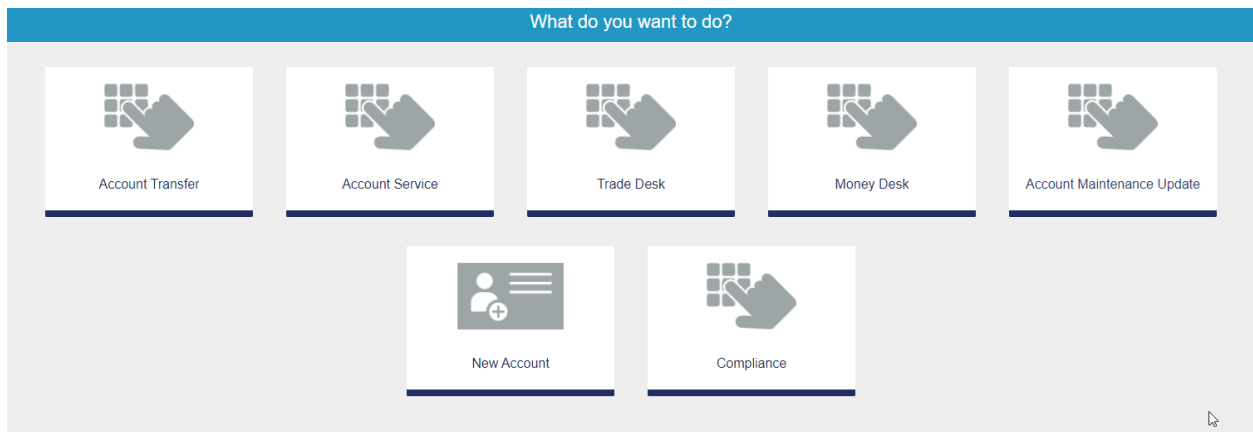 What do you want to do?
Account Transfer
Account Service
Trade Desk
Money Desk
Account Maintenance Update
New Account
Compliance